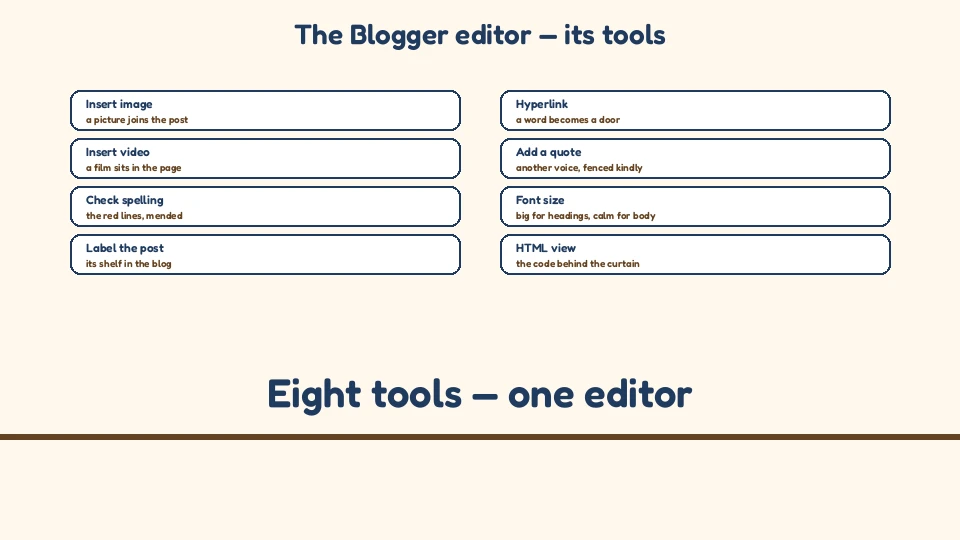 The Blogger editor — its tools
Insert image
a picture joins the post
Insert video
a film sits in the page
Check spelling
the red lines, mended
Label the post
its shelf in the blog
Hyperlink
a word becomes a door
Add a quote
another voice, fenced kindly
Font size
big for headings, calm for body
HTML view
the code behind the curtain
Eight tools — one editor